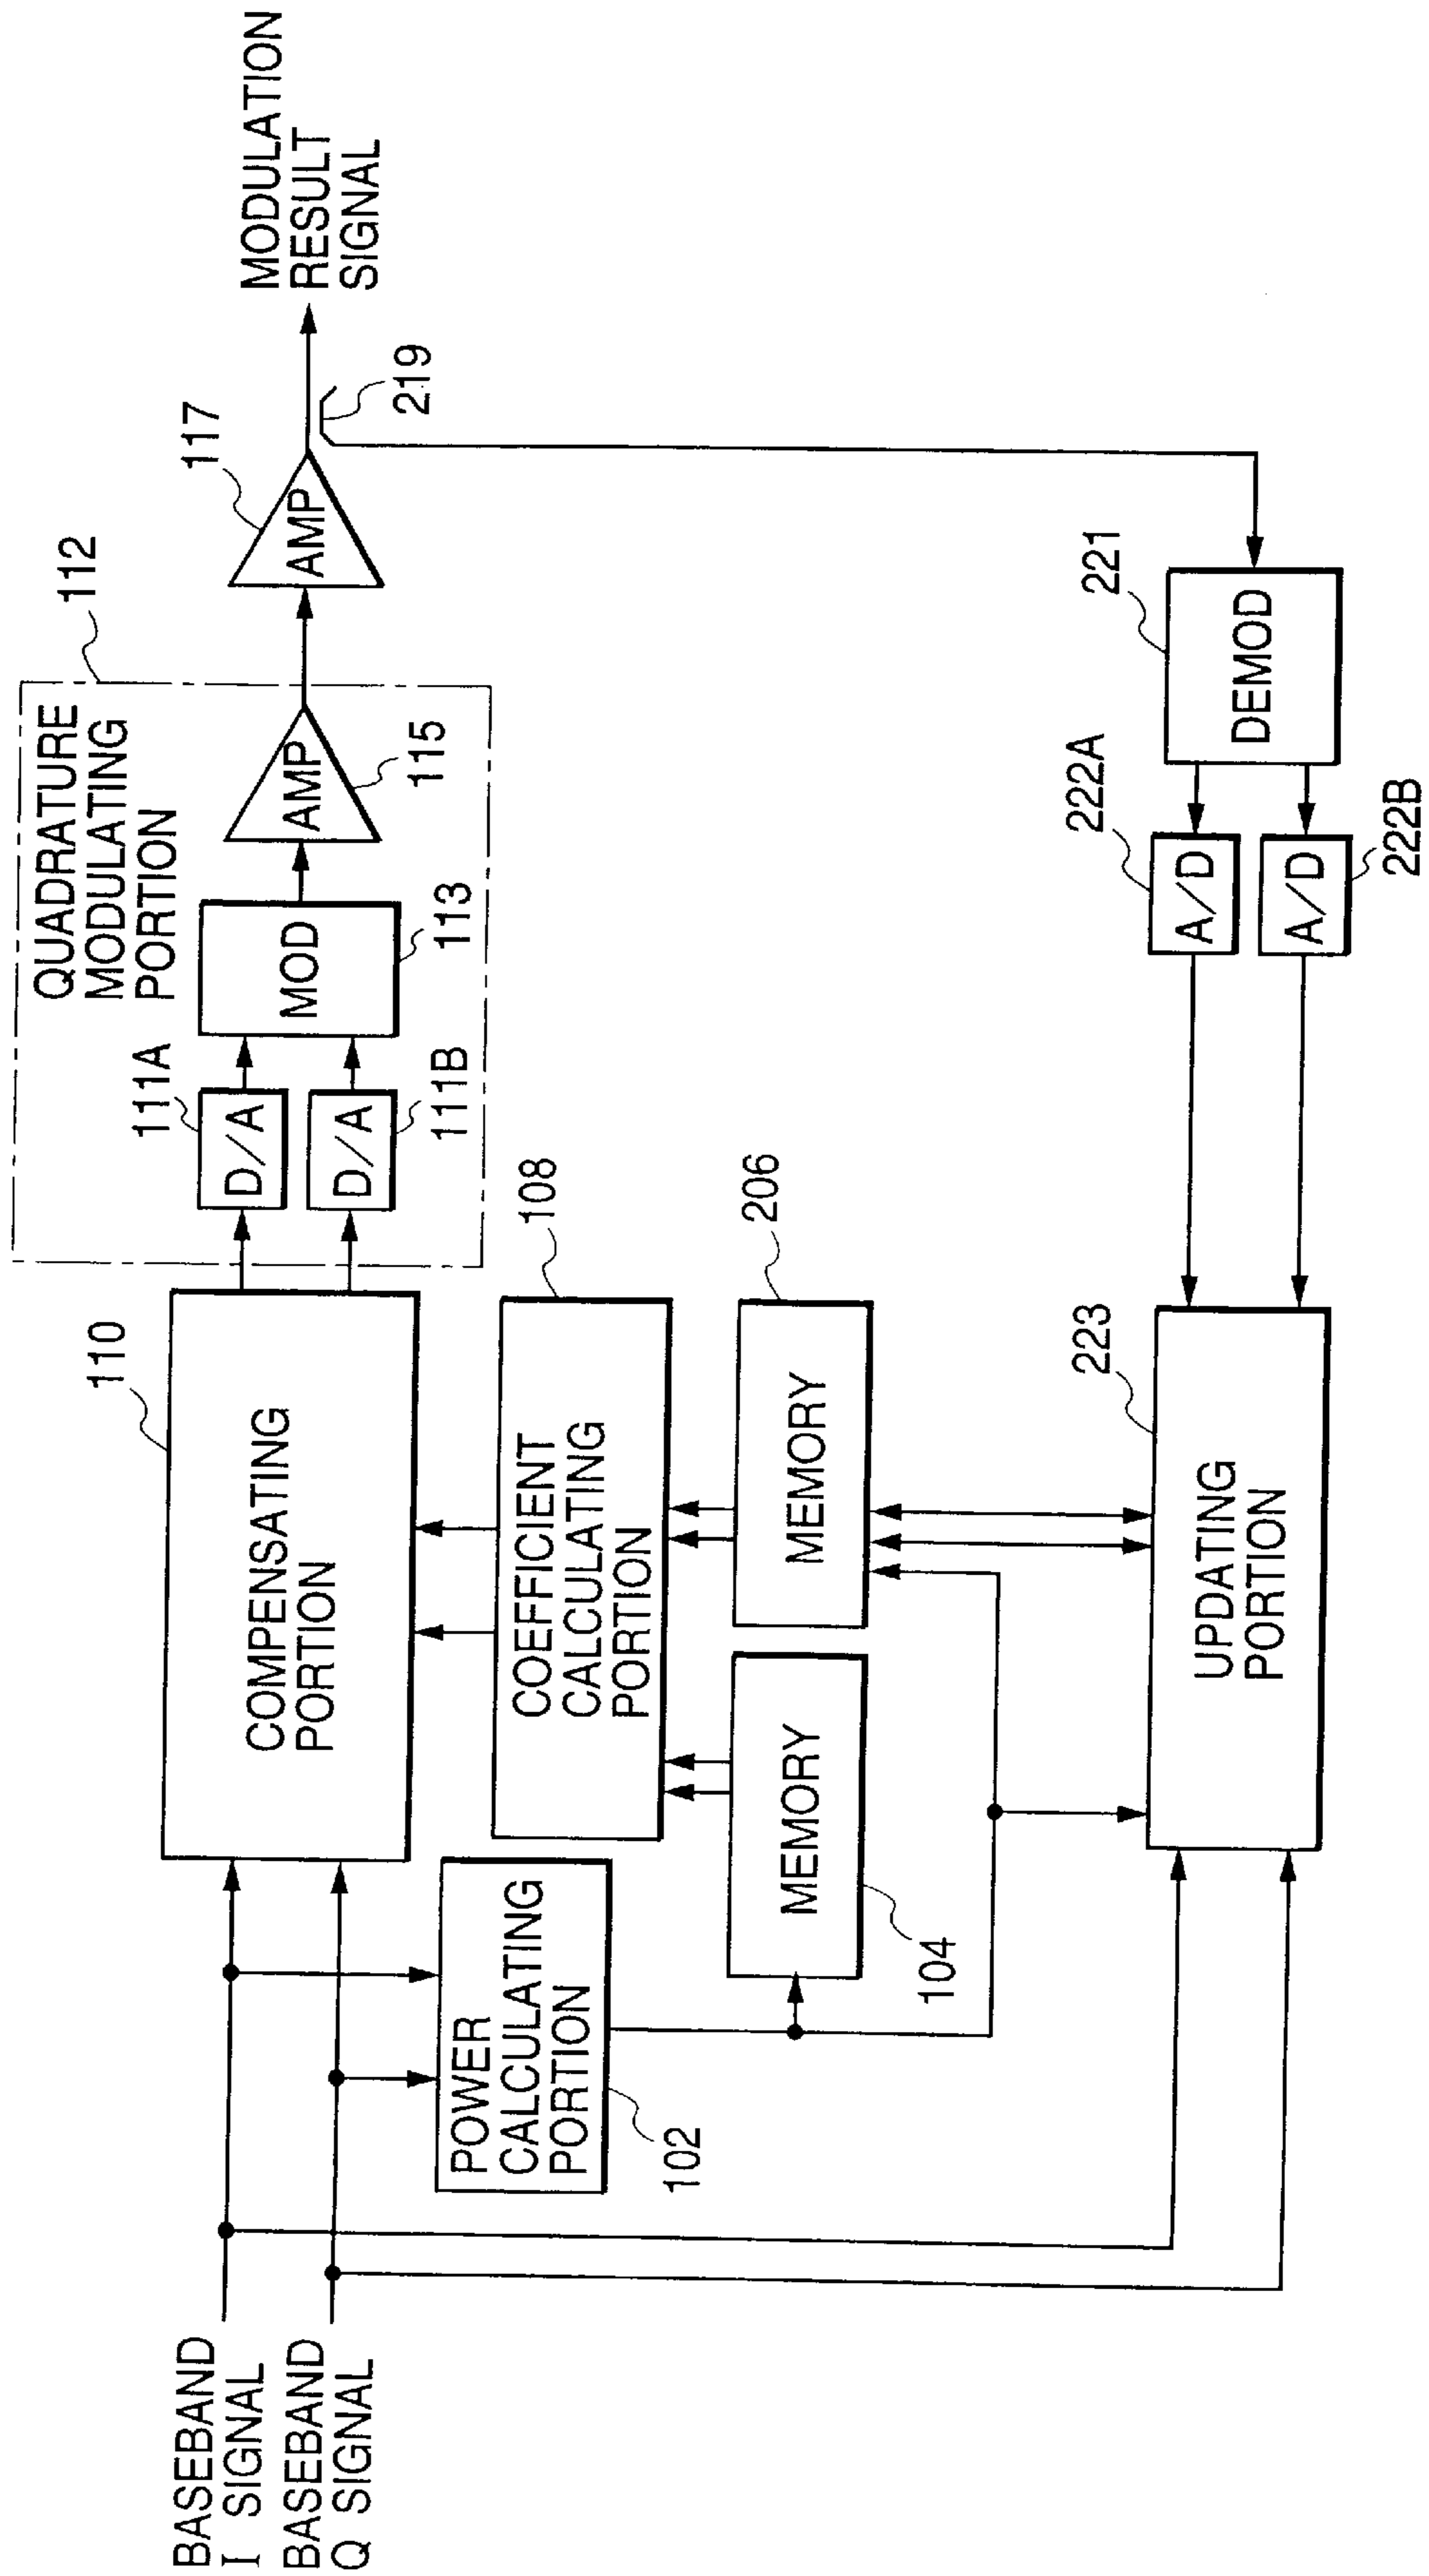 BASEBAND
I SIGNAL
BASEBAND
Q SIGNAL
POWER
CALCULATING
PORTION
102
COMPENSATING
PORTION
110
COEFFICIENT
CALCULATING
PORTION
108
MEMORY
104
MEMORY
206
UPDATING
PORTION
223
QUADRATURE
MODULATING
PORTION
112
111A
D/A
D/A
111B
MOD
113
AMP
115
AMP
117
219
MODULATION
RESULT
SIGNAL
DEMOD
221
222A
A/D
A/D
222B